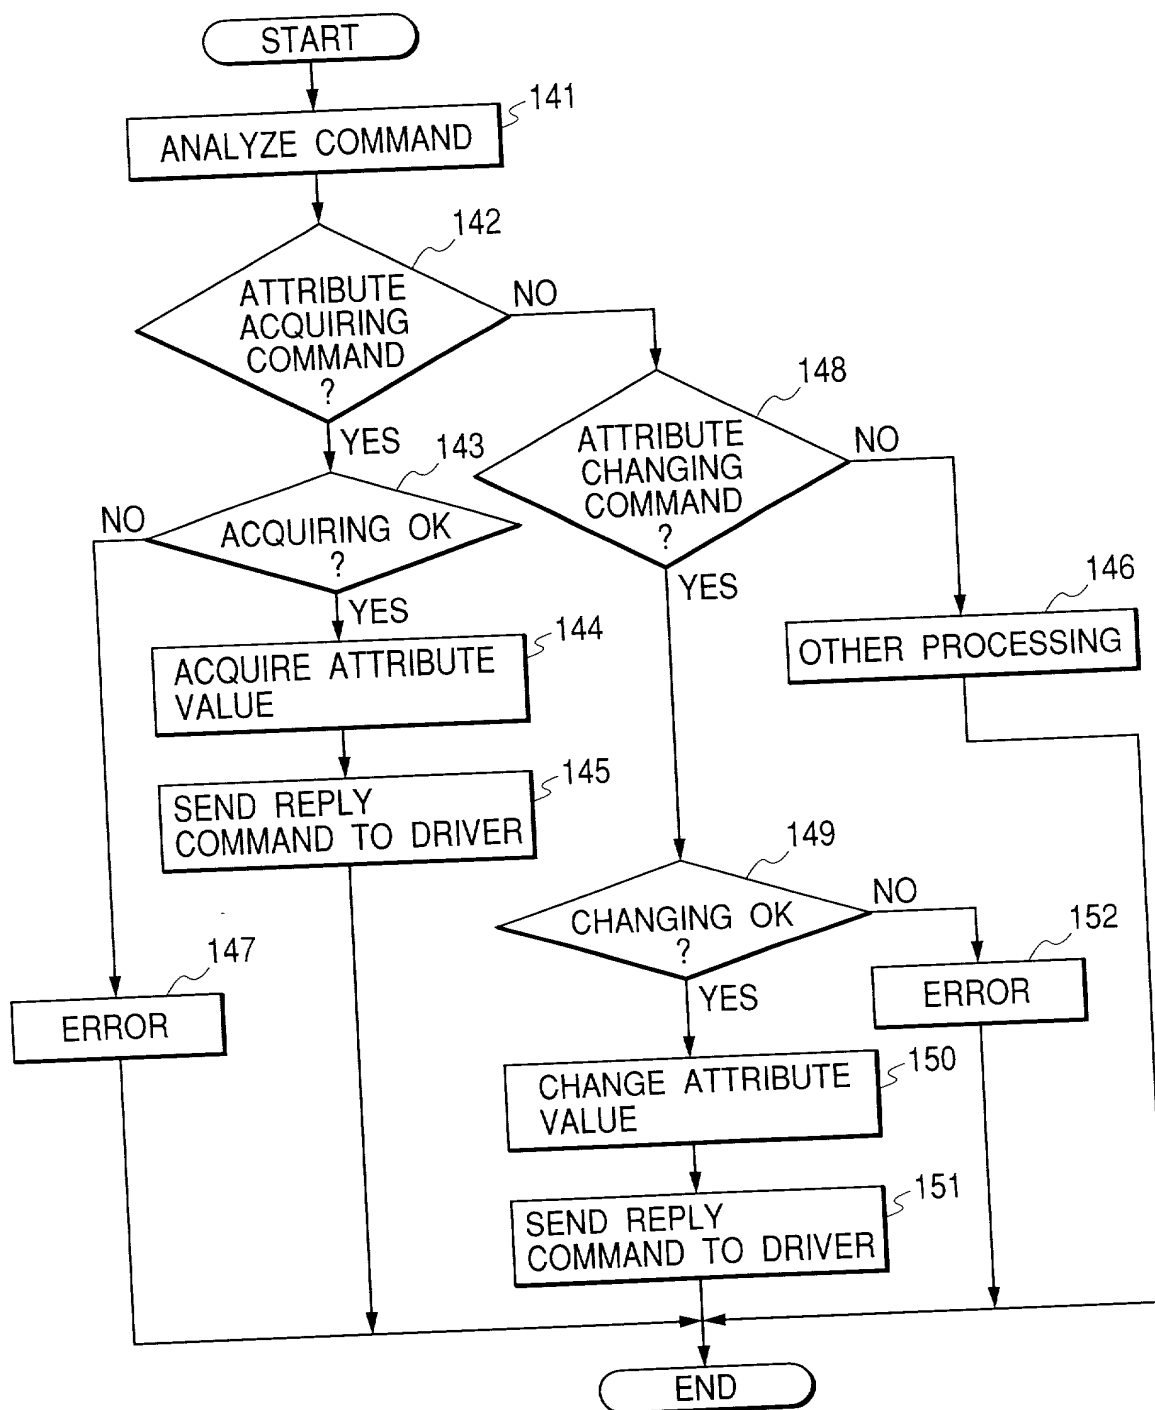 START
141
ANALYZE COMMAND
142
ATTRIBUTE
ACQUIRING
COMMAND
?
NO
YES
148
ATTRIBUTE
CHANGING
COMMAND
?
NO
YES
143
ACQUIRING OK
?
NO
YES
146
OTHER PROCESSING
144
ACQUIRE ATTRIBUTE
VALUE
145
SEND REPLY
COMMAND TO DRIVER
149
CHANGING OK
?
NO
YES
147
ERROR
152
ERROR
150
CHANGE ATTRIBUTE
VALUE
151
SEND REPLY
COMMAND TO DRIVER
END